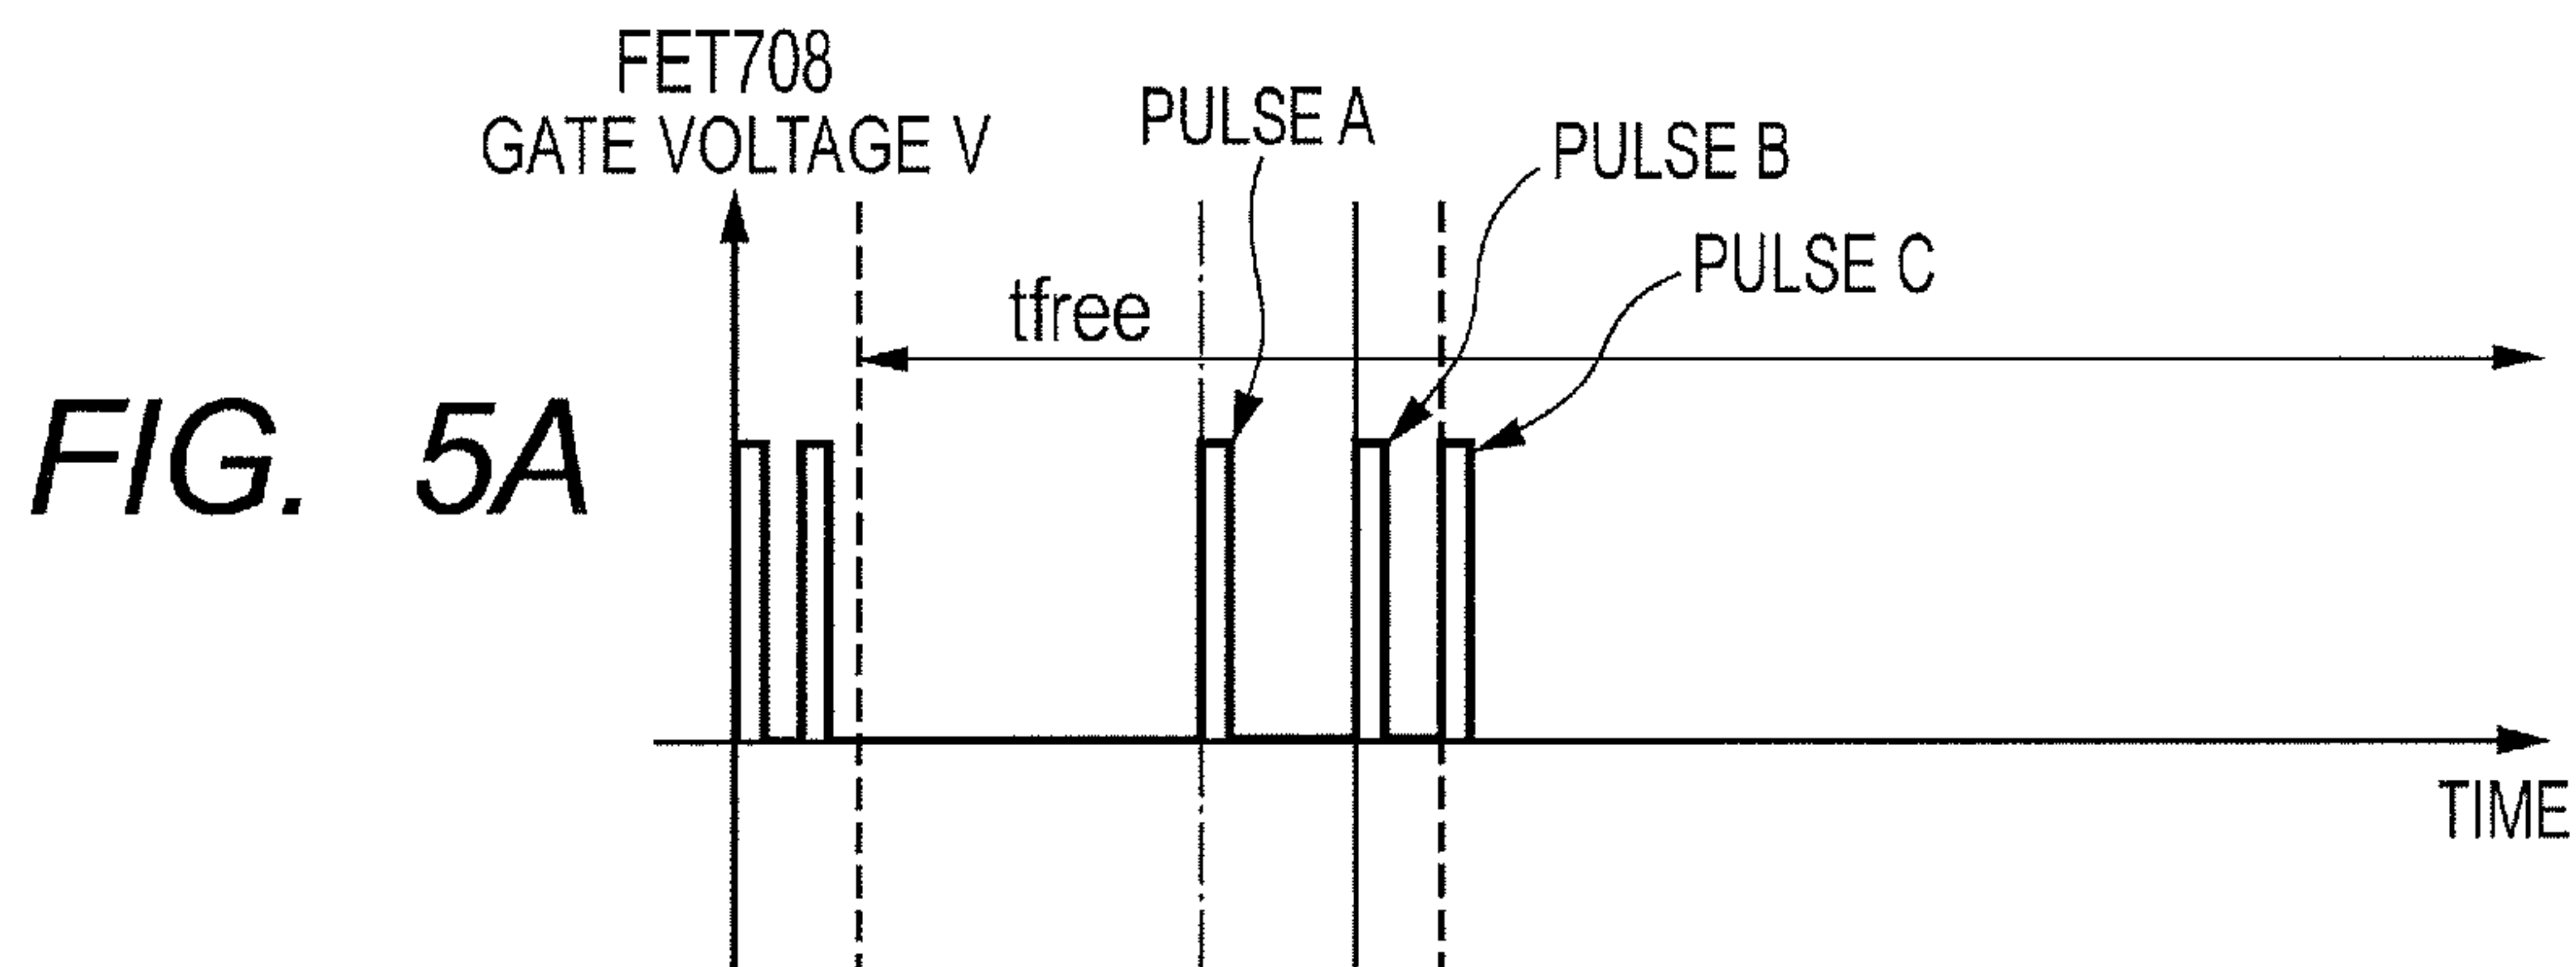 FET708
GATE VOLTAGE V
PULSE A
PULSE B
PULSE C
tfree
FIG. 5A
TIME